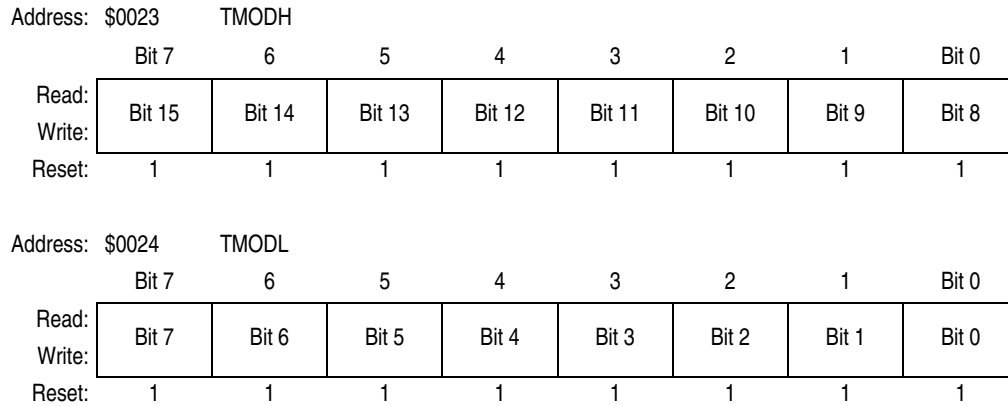 Address: $0023 TMODH
Bit 7 6 5 4 3 2 1 Bit 0
Read:
Bit 15 Bit 14 Bit 13 Bit 12 Bit 11 Bit 10 Bit 9 Bit 8
Write:
Reset: 1 1 1 1 1 1 1 1
Address: $0024 TMODL
Bit 7 6 5 4 3 2 1 Bit 0
Read:
Bit 7 Bit 6 Bit 5 Bit 4 Bit 3 Bit 2 Bit 1 Bit 0
Write:
Reset: 1 1 1 1 1 1 1 1